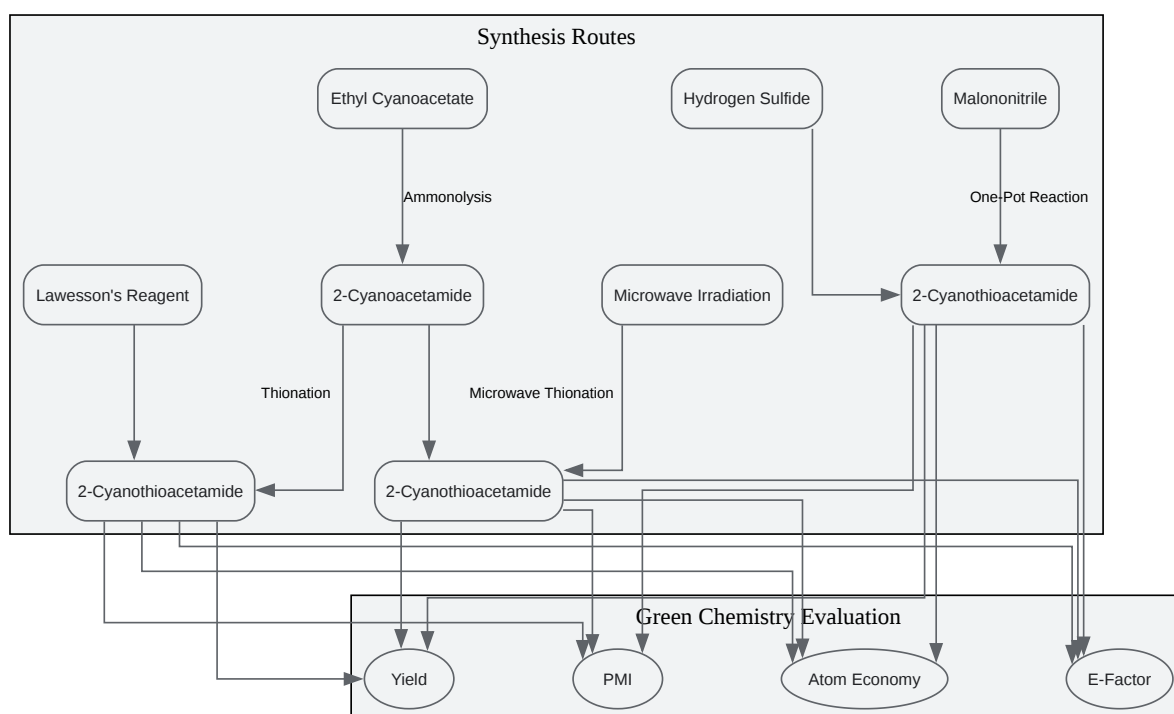 Synthesis Routes
Ethyl Cyanoacetate
Hydrogen Sulfide
Malononitrile
Ammonolysis
One-Pot Reaction
Lawesson's Reagent
2-Cyanoacetamide
Microwave Irradiation
2-Cyanothioacetamide
Thionation
Microwave Thionation
2-Cyanothioacetamide
2-Cyanothioacetamide
Green Chemistry Evaluation
Yield
PMI
Atom Economy
E-Factor